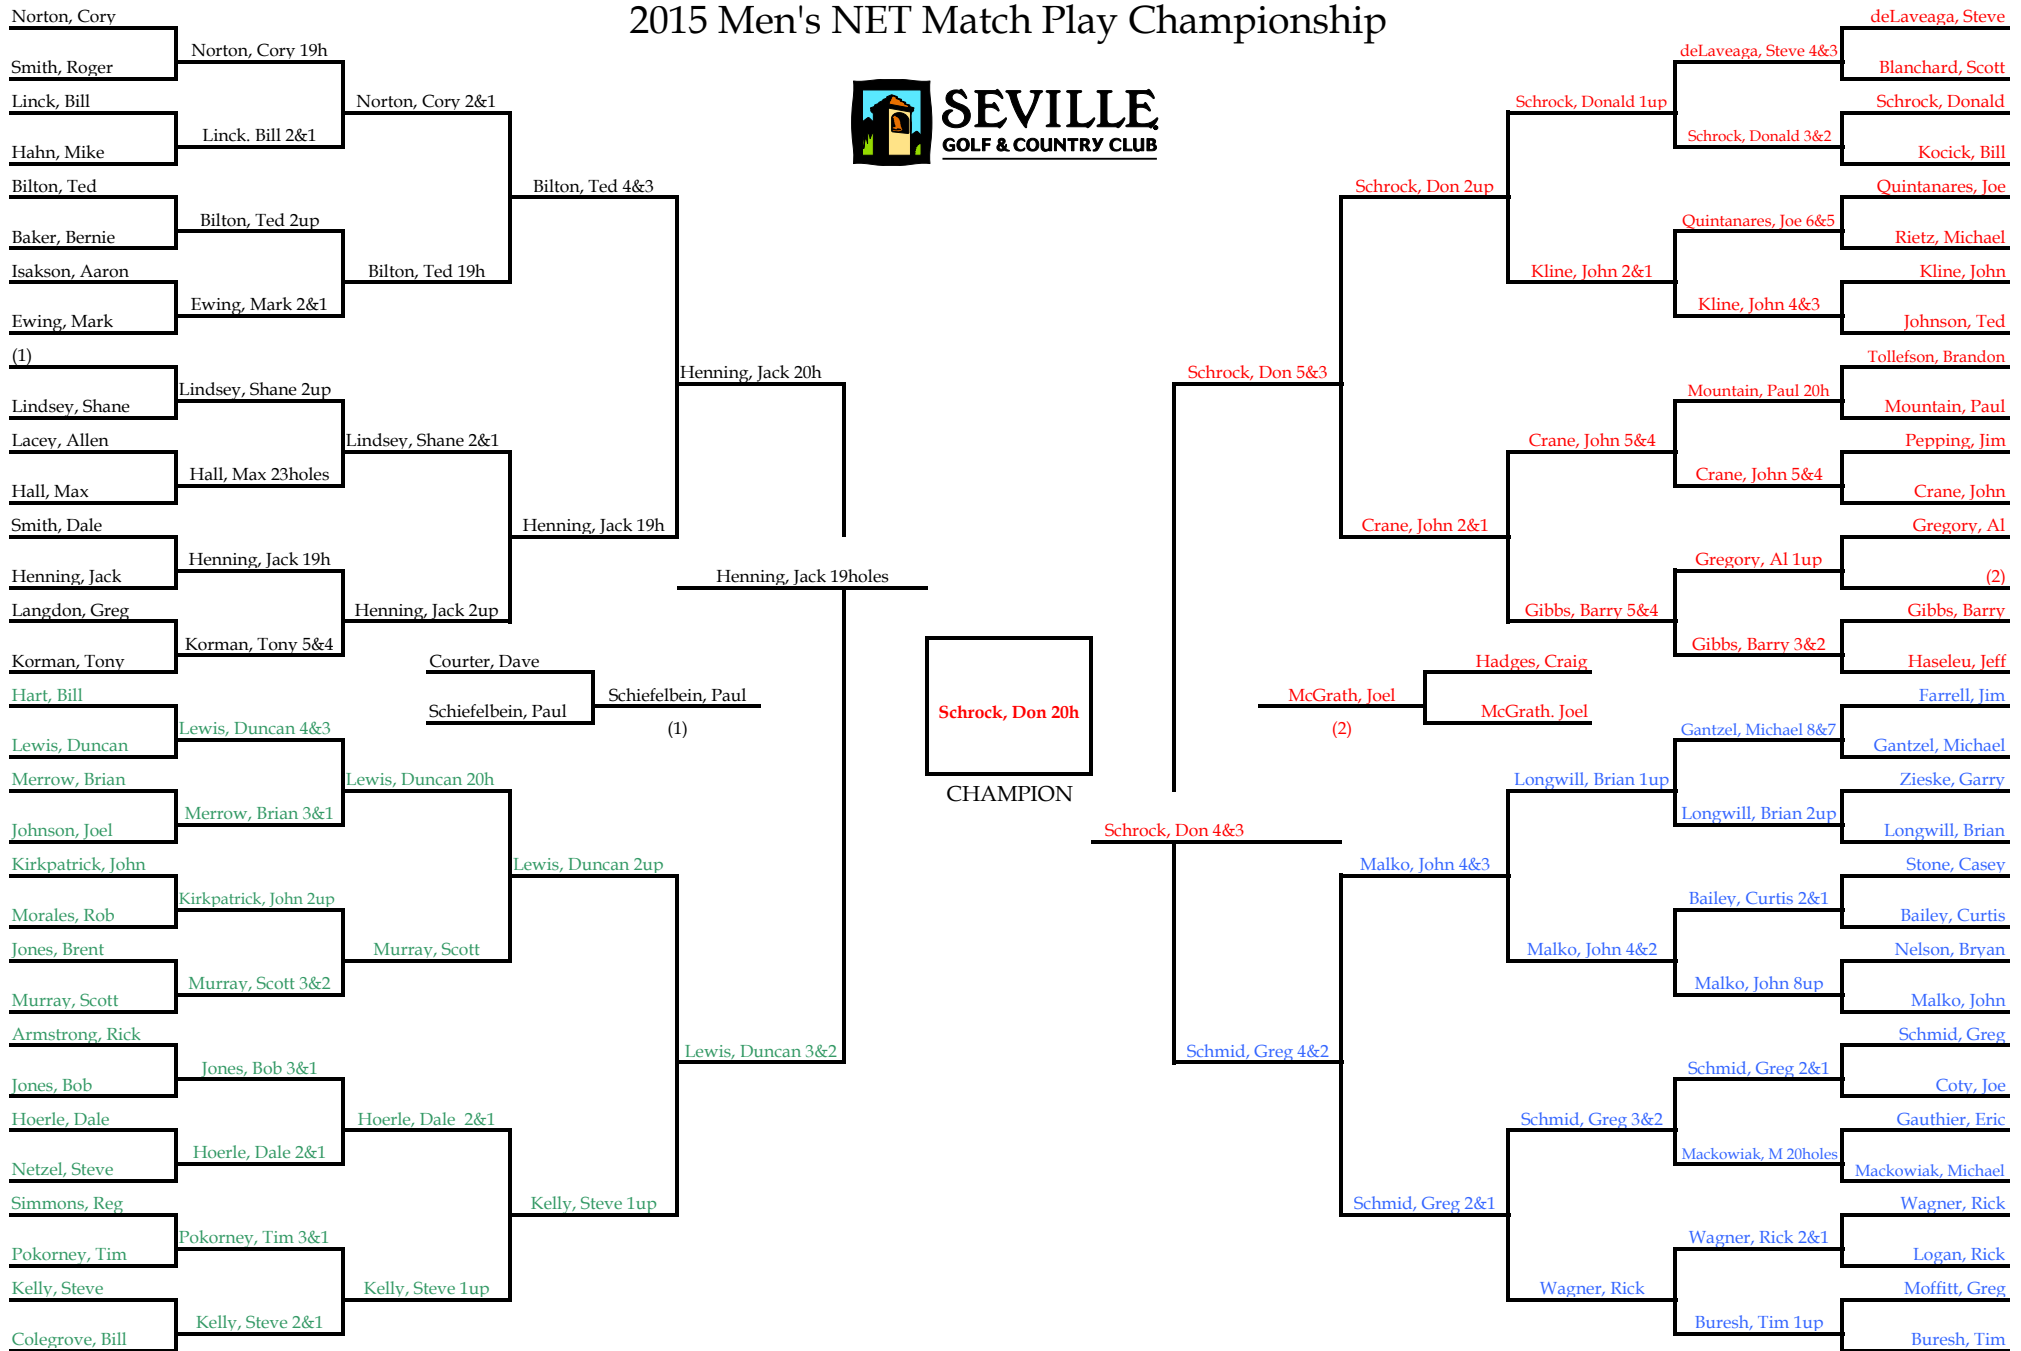 2015 Men's NET Match Play Championship
SEVILLE
GOLF & COUNTRY CLUB
Norton, Cory
Smith, Roger
Linck, Bill
Hahn, Mike
Bilton, Ted
Baker, Bernie
Isakson, Aaron
Ewing, Mark
(1)
Lindsey, Shane
Lacey, Allen
Hall, Max
Smith, Dale
Henning, Jack
Langdon, Greg
Korman, Tony
Hart, Bill
Lewis, Duncan
Merrow, Brian
Johnson, Joel
Kirkpatrick, John
Morales, Rob
Jones, Brent
Murray, Scott
Armstrong, Rick
Jones, Bob
Hoerle, Dale
Netzel, Steve
Simmons, Reg
Pokorney, Tim
Kelly, Steve
Colegrove, Bill
Norton, Cory 19h
Linck. Bill 2&1
Bilton, Ted 2up
Ewing, Mark 2&1
Lindsey, Shane 2up
Hall, Max 23holes
Henning, Jack 19h
Korman, Tony 5&4
Lewis, Duncan 4&3
Merrow, Brian 3&1
Kirkpatrick, John 2up
Murray, Scott 3&2
Jones, Bob 3&1
Hoerle, Dale 2&1
Pokorney, Tim 3&1
Kelly, Steve 2&1
Norton, Cory 2&1
Bilton, Ted 19h
Lindsey, Shane 2&1
Henning, Jack 2up
Lewis, Duncan 20h
Murray, Scott
Hoerle, Dale  2&1
Kelly, Steve 1up
Bilton, Ted 4&3
Henning, Jack 19h
Lewis, Duncan 2up
Kelly, Steve 1up
Henning, Jack 20h
Lewis, Duncan 3&2
Henning, Jack 19holes
Courter, Dave
Schiefelbein, Paul
Schiefelbein, Paul
(1)
Schrock, Don 20h
CHAMPION
Schrock, Don 4&3
Hadges, Craig
McGrath, Joel
McGrath. Joel
(2)
Schrock, Don 5&3
Schmid, Greg 4&2
Schrock, Don 2up
Crane, John 2&1
Malko, John 4&3
Schmid, Greg 2&1
Schrock, Donald 1up
Kline, John 2&1
Crane, John 5&4
Gibbs, Barry 5&4
Longwill, Brian 1up
Malko, John 4&2
Schmid, Greg 3&2
Wagner, Rick
deLaveaga, Steve 4&3
Schrock, Donald 3&2
Quintanares, Joe 6&5
Kline, John 4&3
Mountain, Paul 20h
Crane, John 5&4
Gregory, Al 1up
Gibbs, Barry 3&2
Gantzel, Michael 8&7
Longwill, Brian 2up
Bailey, Curtis 2&1
Malko, John 8up
Schmid, Greg 2&1
Mackowiak, M 20holes
Wagner, Rick 2&1
Buresh, Tim 1up
deLaveaga, Steve
Blanchard, Scott
Schrock, Donald
Kocick, Bill
Quintanares, Joe
Rietz, Michael
Kline, John
Johnson, Ted
Tollefson, Brandon
Mountain, Paul
Pepping, Jim
Crane, John
Gregory, Al
(2)
Gibbs, Barry
Haseleu, Jeff
Farrell, Jim
Gantzel, Michael
Zieske, Garry
Longwill, Brian
Stone, Casey
Bailey, Curtis
Nelson, Bryan
Malko, John
Schmid, Greg
Coty, Joe
Gauthier, Eric
Mackowiak, Michael
Wagner, Rick
Logan, Rick
Moffitt, Greg
Buresh, Tim